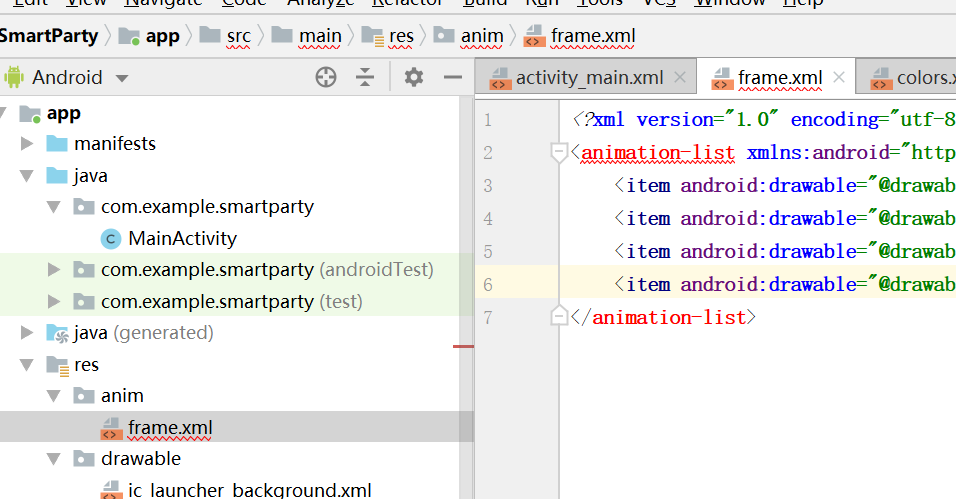 Edit View Navigate Code Analyze Refactor Build Run Tools VCS Window Help
SmartParty app src main res anim frame.xml
Android
activity_main.xml frame.xml colors.x
app
manifests
java
com.example.smartparty
MainActivity
com.example.smartparty (androidTest)
com.example.smartparty (test)
java (generated)
res
anim
frame.xml
drawable
ic_launcher_background.xml
1 <?xml version="1.0" encoding="utf-8
2 <animation-list xmlns:android="http
3 <item android:drawable="@drawab
4 <item android:drawable="@drawab
5 <item android:drawable="@drawab
6 <item android:drawable="@drawab
7 </animation-list>